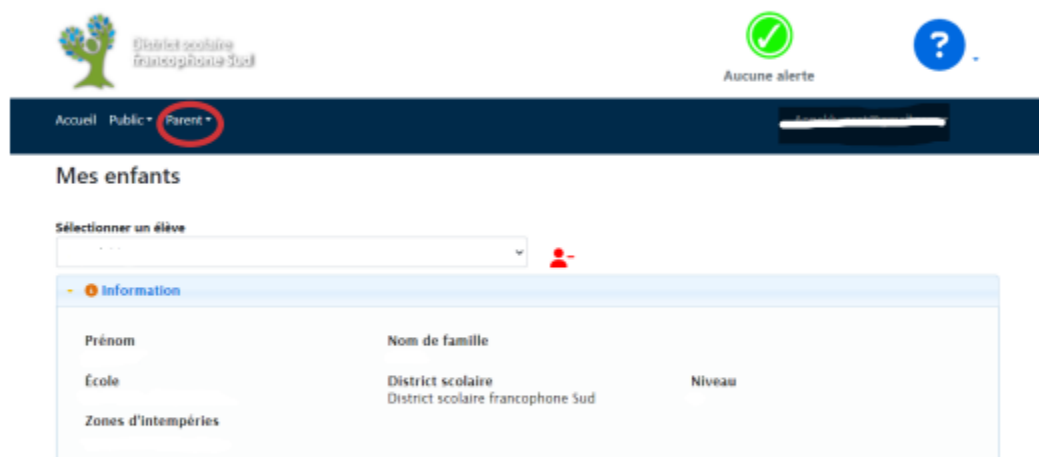 District scolaire
francophone Sud
Aucune alerte
?
Accueil Public Parent
Mes enfants
Sélectionner un élève
Information
Prénom Nom de famille
École District scolaire Niveau
District scolaire francophone Sud
Zones d'intempéries